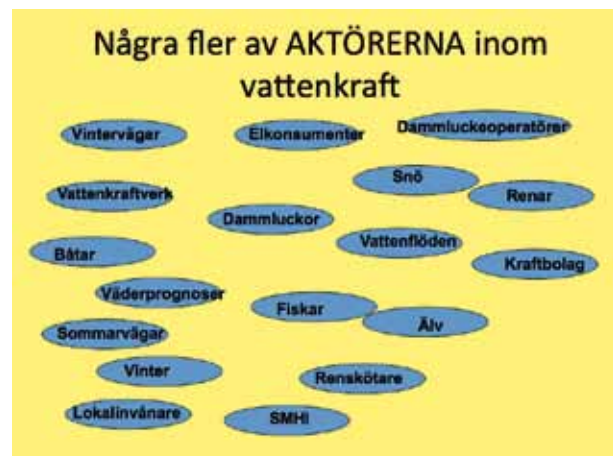 Några fler av AKTÖRERNA inom
vattenkraft
Vintervägar
Elkonsumenter
Dammluckeoperatörer
Snö
Vattenkraftverk
Renar
Dammluckor
Vattenflöden
Båtar
Kraftbolag
Väderprognoser
Fiskar
Älv
Sommarvägar
Vinter
Renskötare
Lokalinvånare
SMHI